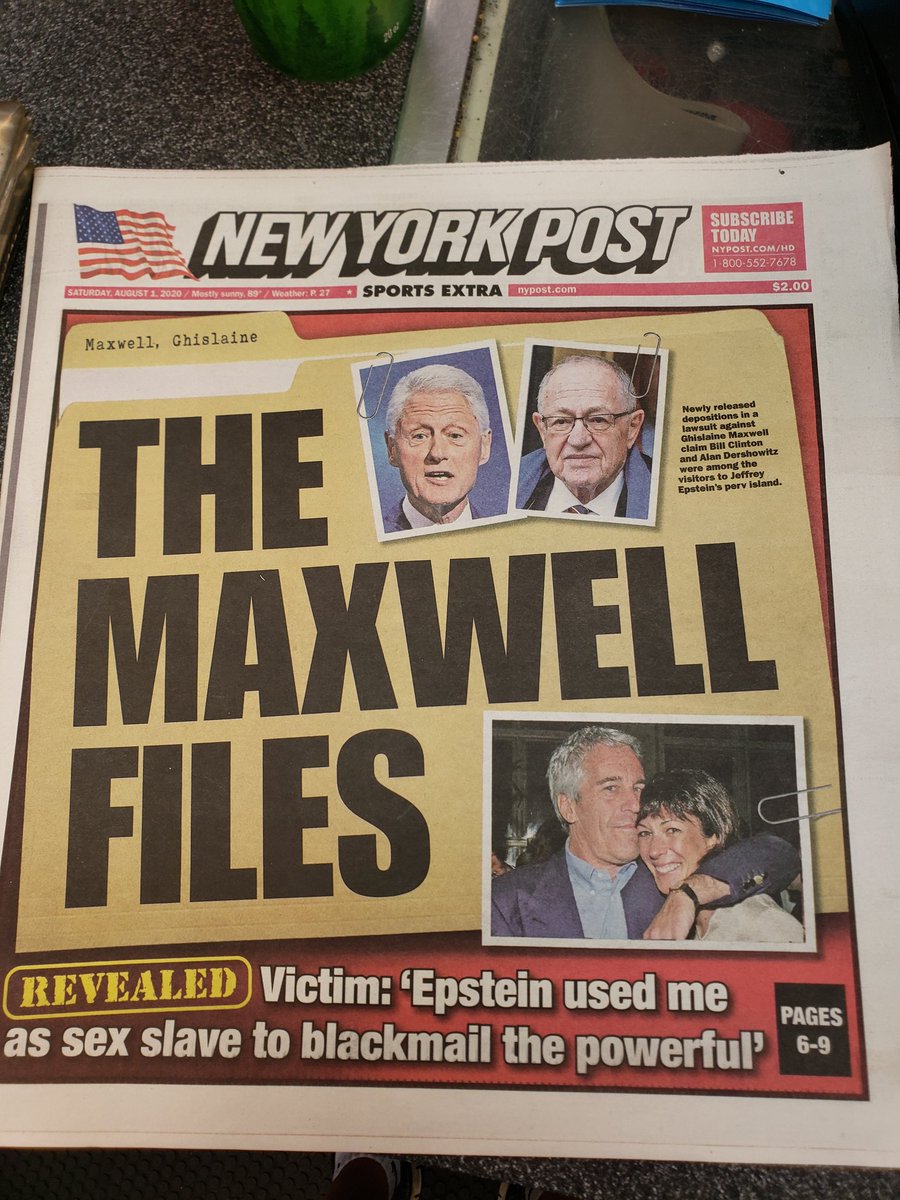 20 oz
NEW YORK POST
SUBSCRIBE
TODAY
NYPOST.COM/HD
1-800-552-7678
SATURDAY, AUGUST 1, 2020 / Mostly sunny, 89° / Weather: P. 27 ★ SPORTS EXTRA nypost.com $2.00
Maxwell, Ghislaine
Newly released
depositions in a
lawsuit against
Ghislaine Maxwell
claim Bill Clinton
and Alan Dershowitz
were among the
visitors to Jeffrey
Epstein's perv island.
THE
MAXWELL
FILES
REVEALED Victim: ‘Epstein used me
as sex slave to blackmail the powerful’
PAGES
6-9